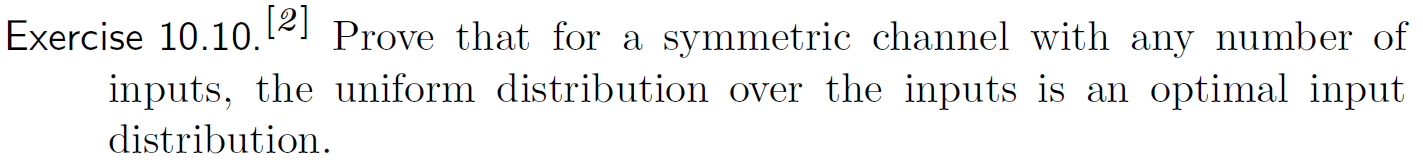 Exercise 10.10.[2] Prove that for a symmetric channel with any number of
inputs, the uniform distribution over the inputs is an optimal input
distribution.